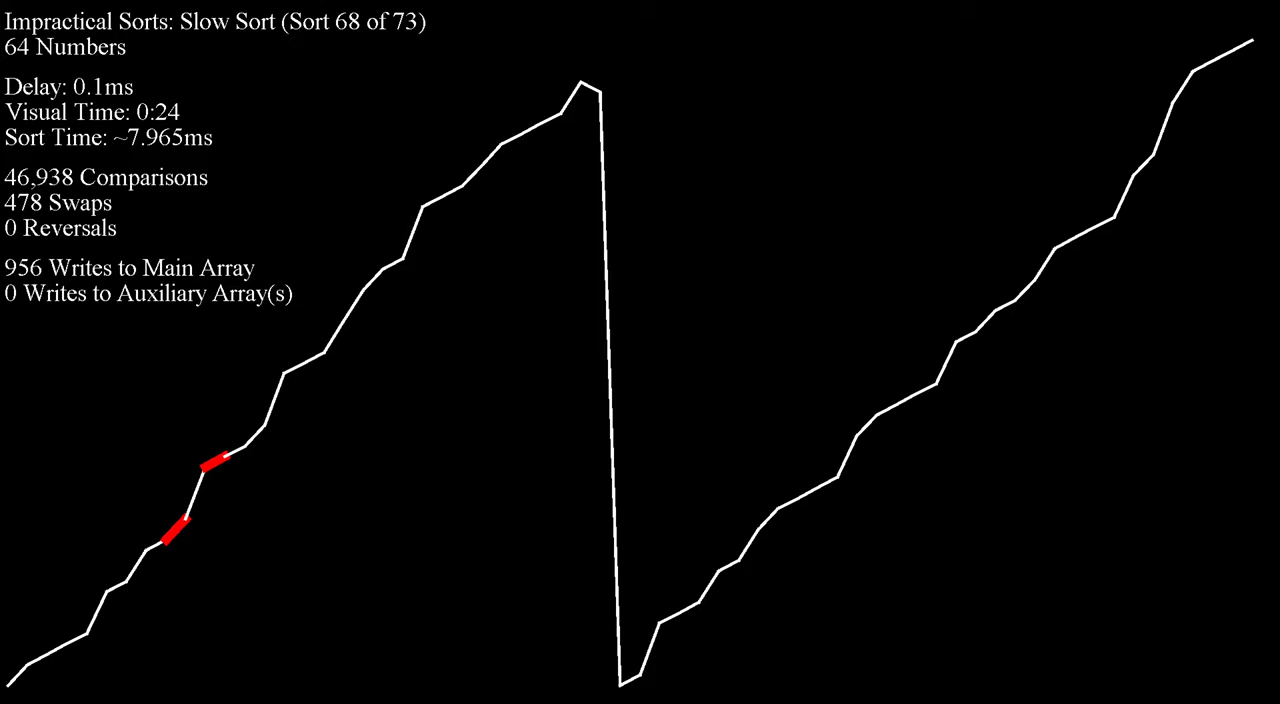 Impractical Sorts: Slow Sort (Sort 68 of 73)
64 Numbers
Delay: 0.1ms
Visual Time: 0:24
Sort Time: ~7.965ms
46,938 Comparisons
478 Swaps
0 Reversals
956 Writes to Main Array
0 Writes to Auxiliary Array(s)